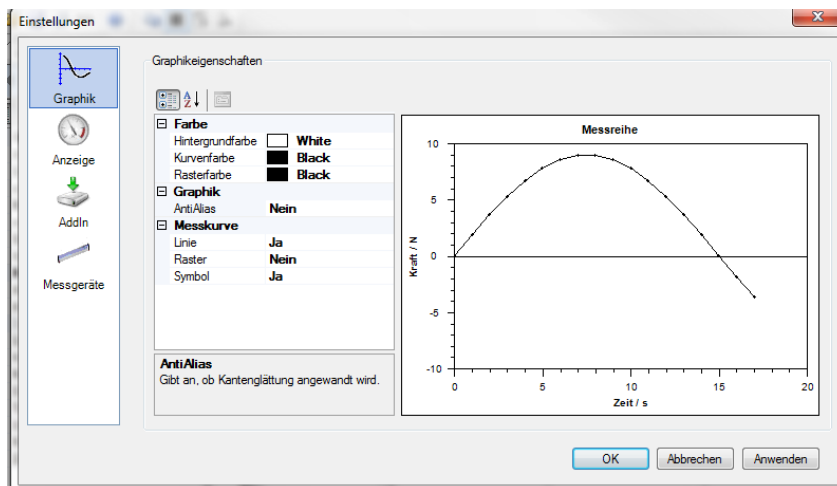 Einstellungen
Graphik
Anzeige
AddIn
Messgeräte
Graphikeigenschaften
Farbe
Hintergrundfarbe White
Kurvenfarbe Black
Rasterfarbe Black
Graphik
AntiAlias Nein
Messkurve
Linie Ja
Raster Nein
Symbol Ja
AntiAlias
Gibt an, ob Kantenglättung angewandt wird.
Messreihe
Kraft / N
10
5
0
-5
-10
0 5 10 15 20
Zeit / s
OK Abbrechen Anwenden